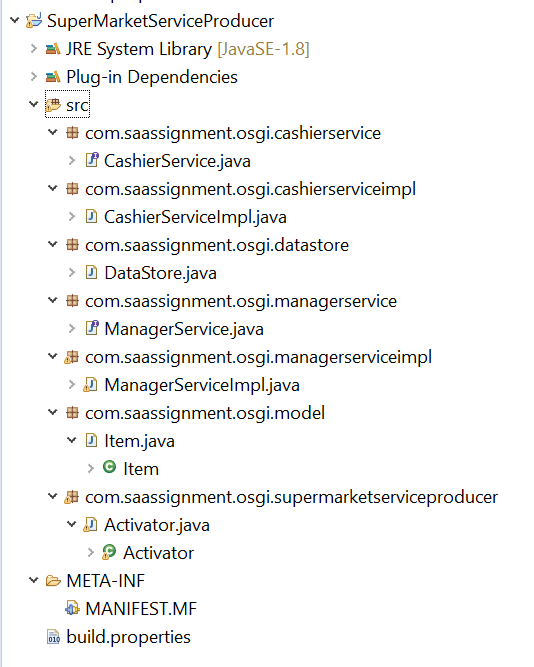 SuperMarketServiceProducer
JRE System Library [JavaSE-1.8]
Plug-in Dependencies
src
com.saassignment.osgi.cashierservice
CashierService.java
com.saassignment.osgi.cashierserviceimpl
CashierServiceImpl.java
com.saassignment.osgi.datastore
DataStore.java
com.saassignment.osgi.managerservice
ManagerService.java
com.saassignment.osgi.managerserviceimpl
ManagerServiceImpl.java
com.saassignment.osgi.model
Item.java
Item
com.saassignment.osgi.supermarketserviceproducer
Activator.java
Activator
META-INF
MANIFEST.MF
build.properties